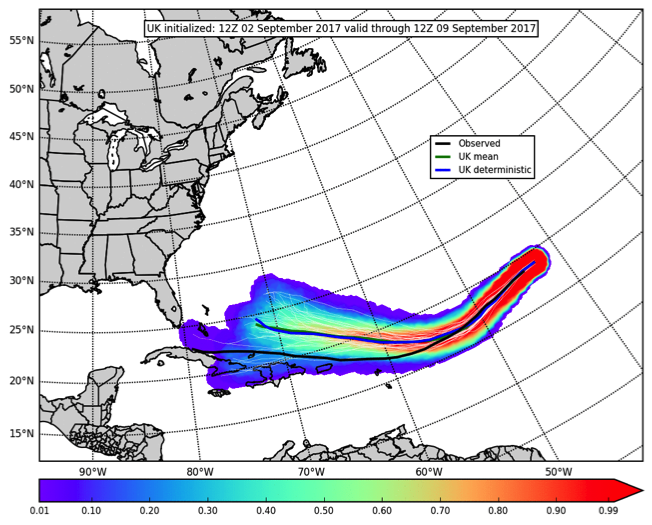 UK initialized: 12Z 02 September 2017 valid through 12Z 09 September 2017
55°N
50°N
45°N
40°N
35°N
30°N
25°N
20°N
15°N
Observed
UK mean
UK deterministic
90°W 80°W 70°W 60°W 50°W
0.01 0.10 0.20 0.30 0.40 0.50 0.60 0.70 0.80 0.90 0.99